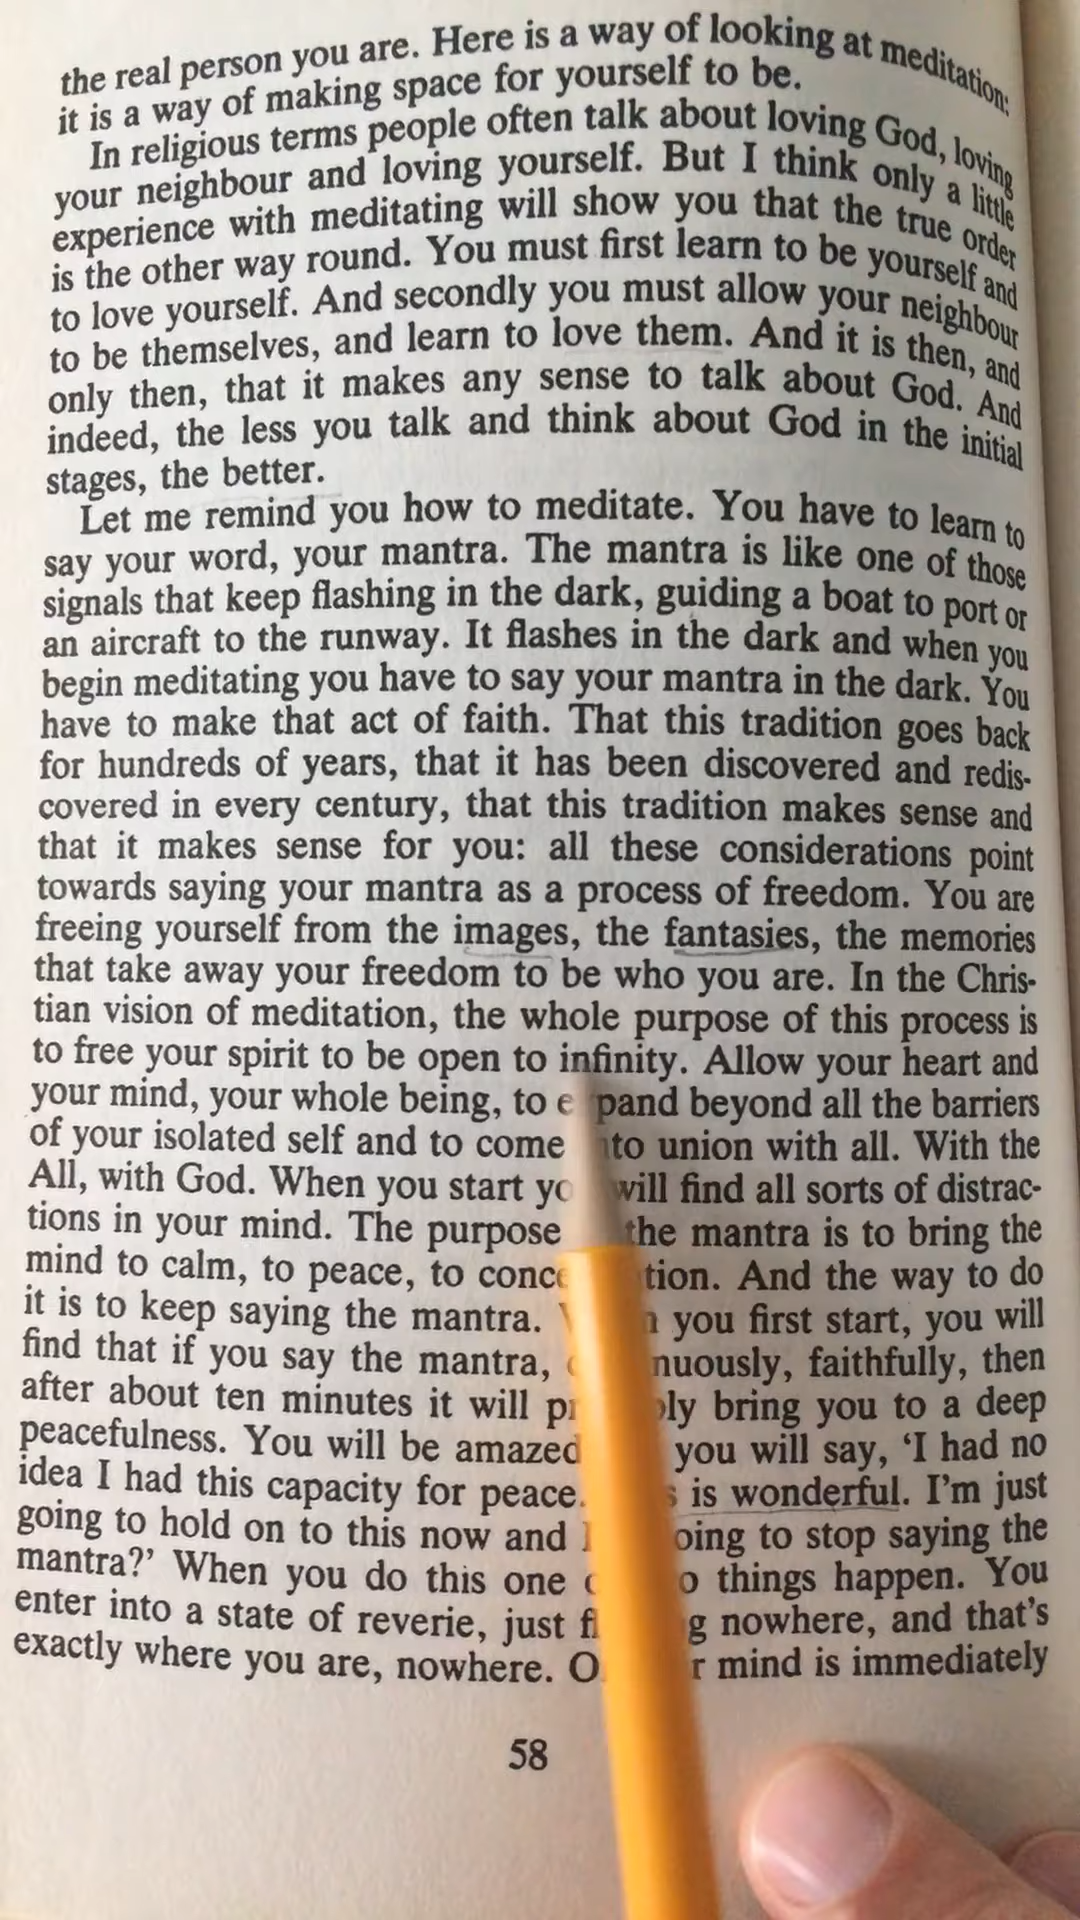 the real person you are. Here is a way of looking at meditation:
it is a way of making space for yourself to be.
In religious terms people often talk about loving God, loving
your neighbour and loving yourself. But I think only a little
experience with meditating will show you that the true order
is the other way round. You must first learn to be yourself and
to love yourself. And secondly you must allow your neighbour
to be themselves, and learn to love them. And it is then, and
only then, that it makes any sense to talk about God. And
indeed, the less you talk and think about God in the initial
stages, the better.
Let me remind you how to meditate. You have to learn to
say your word, your mantra. The mantra is like one of those
signals that keep flashing in the dark, guiding a boat to port or
an aircraft to the runway. It flashes in the dark and when you
begin meditating you have to say your mantra in the dark. You
have to make that act of faith. That this tradition goes back
for hundreds of years, that it has been discovered and redis-
covered in every century, that this tradition makes sense and
that it makes sense for you: all these considerations point
towards saying your mantra as a process of freedom. You are
freeing yourself from the images, the fantasies, the memories
that take away your freedom to be who you are. In the Chris-
tian vision of meditation, the whole purpose of this process is
to free your spirit to be open to infinity. Allow your heart and
your mind, your whole being, to expand beyond all the barriers
of your isolated self and to come to union with all. With the
All, with God. When you start will find all sorts of distrac-
tions in your mind. The purpose the mantra is to bring the
mind to calm, to peace, to And the way to do
it is to keep saying the mantra. you first start, you will
find that if you say the mantra, faithfully, then
after about ten minutes it will bring you to a deep
peacefulness. You will be amazed you will say, ‘I had no
idea I had this capacity for peace. is wonderful. I'm just
going to hold on to this now and to stop saying the
mantra?’ When you do this one things happen. You
enter into a state of reverie, just nowhere, and that's
exactly where you are, nowhere. mind is immediately
58